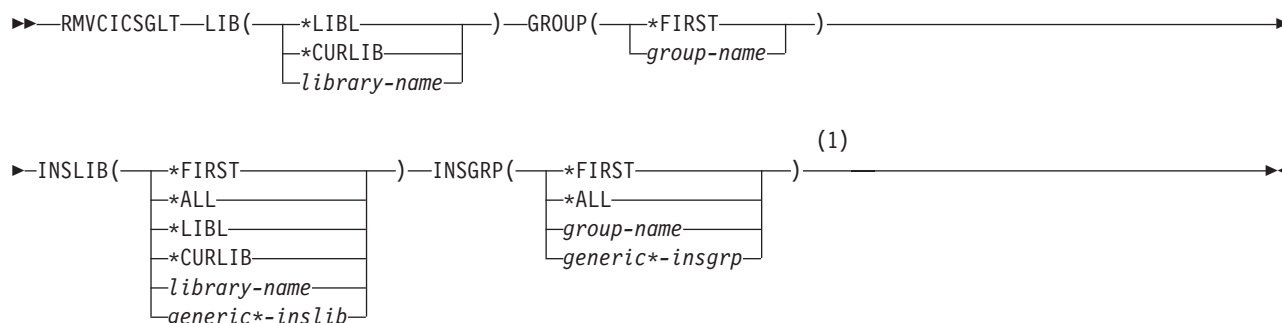 RMVCICSGLT LIB( *LIBL ) GROUP( *FIRST )
*CURLIB group-name
library-name
(1)
INSLIB( *FIRST ) INSGRP( *FIRST )
*ALL *ALL
*LIBL group-name
*CURLIB generic*-insgrp
library-name
generic*-inslib